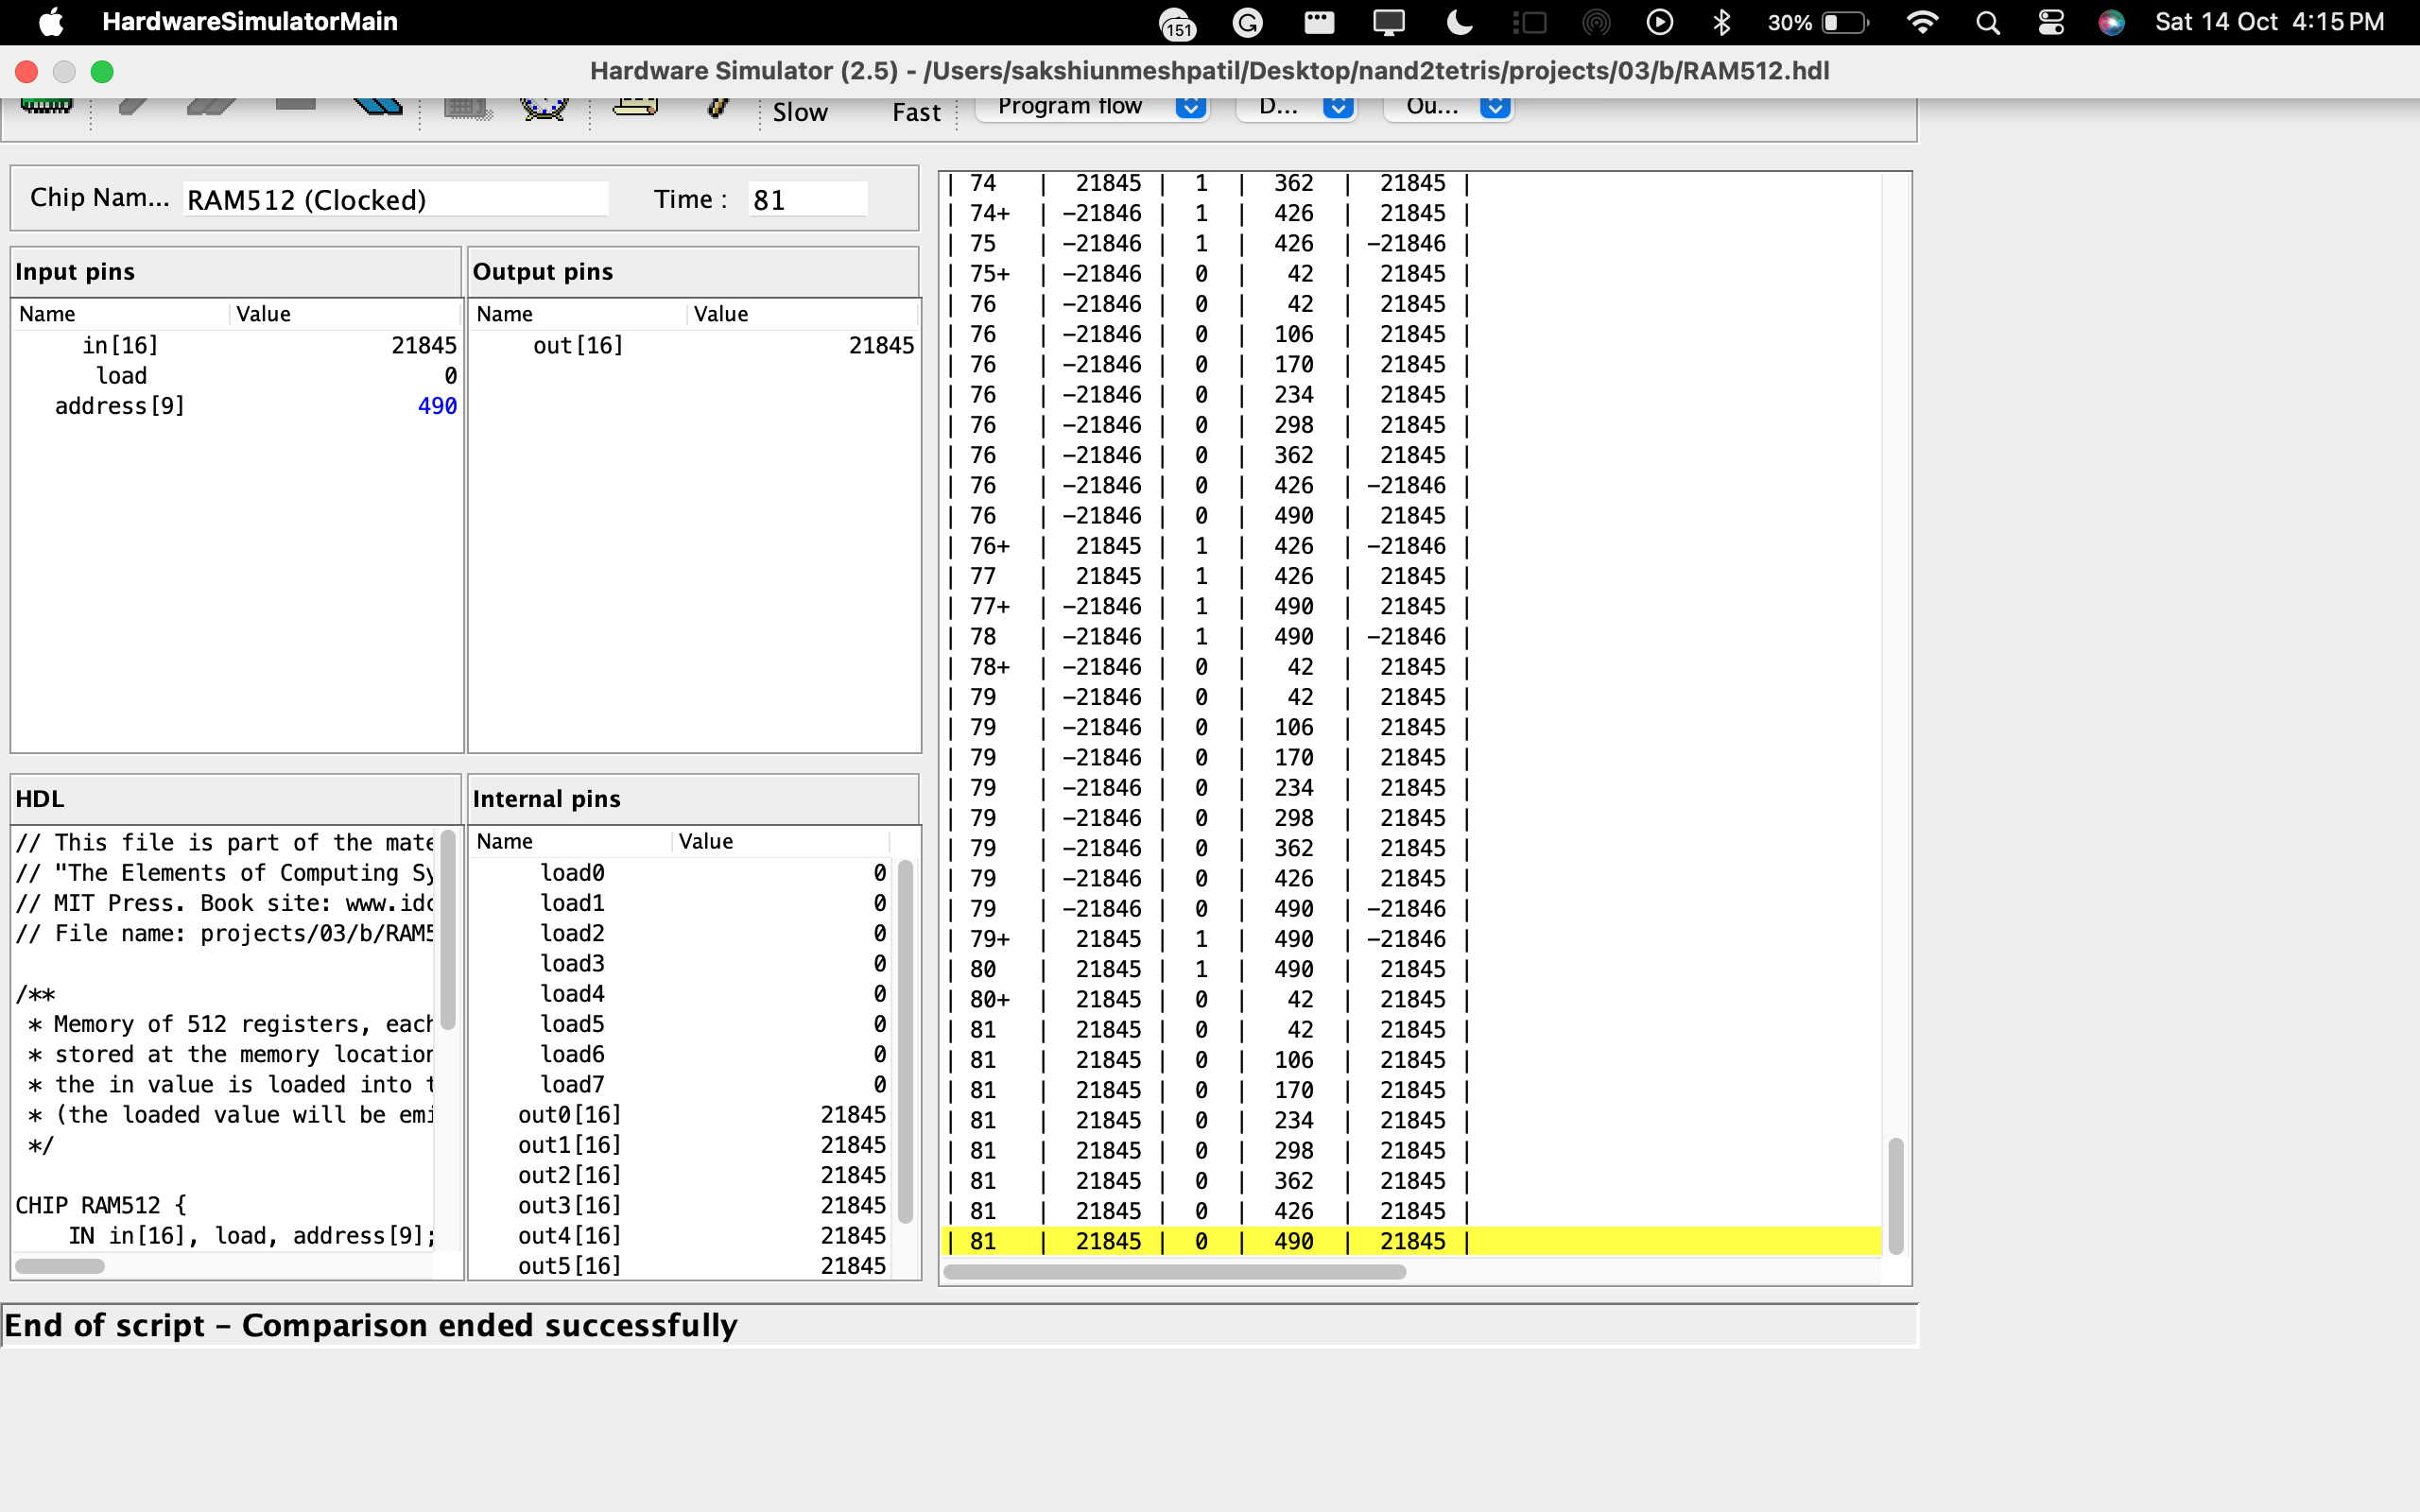 HardwareSimulatorMain
151
30%
Sat 14 Oct 4:15 PM
Hardware Simulator (2.5) - /Users/sakshiunmeshpatil/Desktop/nand2tetris/projects/03/b/RAM512.hdl
Slow Fast Program flow D... Ou...
Chip Nam... RAM512 (Clocked) Time : 81
Input pins
Name Value
in[16] 21845
load 0
address[9] 490
Output pins
Name Value
out[16] 21845
HDL
// This file is part of the mate
// "The Elements of Computing Sy
// MIT Press. Book site: www.idc
// File name: projects/03/b/RAM5
/**
* Memory of 512 registers, each
* stored at the memory location
* the in value is loaded into t
* (the loaded value will be emi
*/
CHIP RAM512 {
IN in[16], load, address[9];
Internal pins
Name Value
load0 0
load1 0
load2 0
load3 0
load4 0
load5 0
load6 0
load7 0
out0[16] 21845
out1[16] 21845
out2[16] 21845
out3[16] 21845
out4[16] 21845
out5[16] 21845
| 74 | 21845 | 1 | 362 | 21845 |
| 74+ | -21846 | 1 | 426 | 21845 |
| 75 | -21846 | 1 | 426 | -21846 |
| 75+ | -21846 | 0 | 42 | 21845 |
| 76 | -21846 | 0 | 42 | 21845 |
| 76 | -21846 | 0 | 106 | 21845 |
| 76 | -21846 | 0 | 170 | 21845 |
| 76 | -21846 | 0 | 234 | 21845 |
| 76 | -21846 | 0 | 298 | 21845 |
| 76 | -21846 | 0 | 362 | 21845 |
| 76 | -21846 | 0 | 426 | -21846 |
| 76 | -21846 | 0 | 490 | 21845 |
| 76+ | 21845 | 1 | 426 | -21846 |
| 77 | 21845 | 1 | 426 | 21845 |
| 77+ | -21846 | 1 | 490 | 21845 |
| 78 | -21846 | 1 | 490 | -21846 |
| 78+ | -21846 | 0 | 42 | 21845 |
| 79 | -21846 | 0 | 42 | 21845 |
| 79 | -21846 | 0 | 106 | 21845 |
| 79 | -21846 | 0 | 170 | 21845 |
| 79 | -21846 | 0 | 234 | 21845 |
| 79 | -21846 | 0 | 298 | 21845 |
| 79 | -21846 | 0 | 362 | 21845 |
| 79 | -21846 | 0 | 426 | 21845 |
| 79 | -21846 | 0 | 490 | -21846 |
| 79+ | 21845 | 1 | 490 | -21846 |
| 80 | 21845 | 1 | 490 | 21845 |
| 80+ | 21845 | 0 | 42 | 21845 |
| 81 | 21845 | 0 | 42 | 21845 |
| 81 | 21845 | 0 | 106 | 21845 |
| 81 | 21845 | 0 | 170 | 21845 |
| 81 | 21845 | 0 | 234 | 21845 |
| 81 | 21845 | 0 | 298 | 21845 |
| 81 | 21845 | 0 | 362 | 21845 |
| 81 | 21845 | 0 | 426 | 21845 |
| 81 | 21845 | 0 | 490 | 21845 |
End of script - Comparison ended successfully